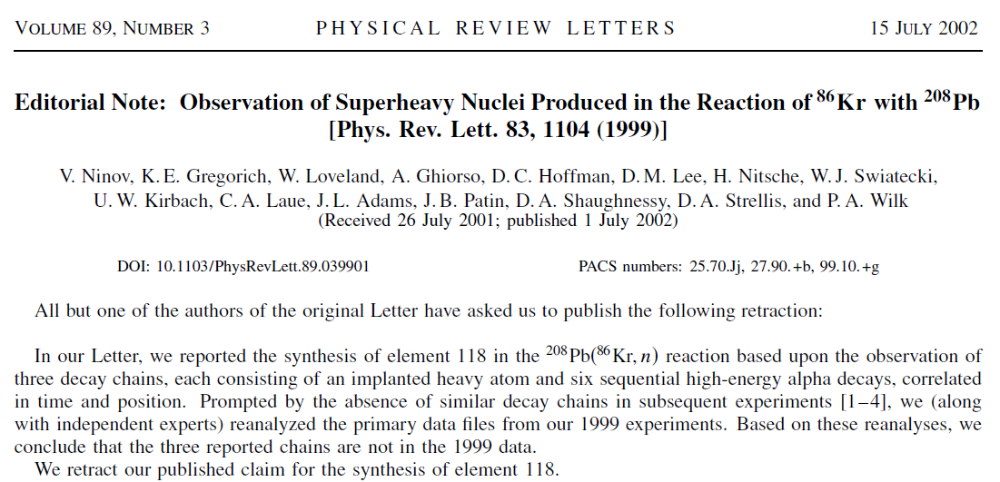 VOLUME 89, NUMBER 3 PHYSICAL REVIEW LETTERS 15 JULY 2002
Editorial Note: Observation of Superheavy Nuclei Produced in the Reaction of ⁸⁶Kr with ²⁰⁸Pb
[Phys. Rev. Lett. 83, 1104 (1999)]
V. Ninov, K. E. Gregorich, W. Loveland, A. Ghiorso, D. C. Hoffman, D. M. Lee, H. Nitsche, W. J. Swiatecki,
U. W. Kirbach, C. A. Laue, J. L. Adams, J. B. Patin, D. A. Shaughnessy, D. A. Strellis, and P. A. Wilk
(Received 26 July 2001; published 1 July 2002)
DOI: 10.1103/PhysRevLett.89.039901 PACS numbers: 25.70.Jj, 27.90.+b, 99.10.+g
All but one of the authors of the original Letter have asked us to publish the following retraction:
In our Letter, we reported the synthesis of element 118 in the ²⁰⁸Pb(⁸⁶Kr, n) reaction based upon the observation of
three decay chains, each consisting of an implanted heavy atom and six sequential high-energy alpha decays, correlated
in time and position. Prompted by the absence of similar decay chains in subsequent experiments [1–4], we (along
with independent experts) reanalyzed the primary data files from our 1999 experiments. Based on these reanalyses, we
conclude that the three reported chains are not in the 1999 data.
We retract our published claim for the synthesis of element 118.